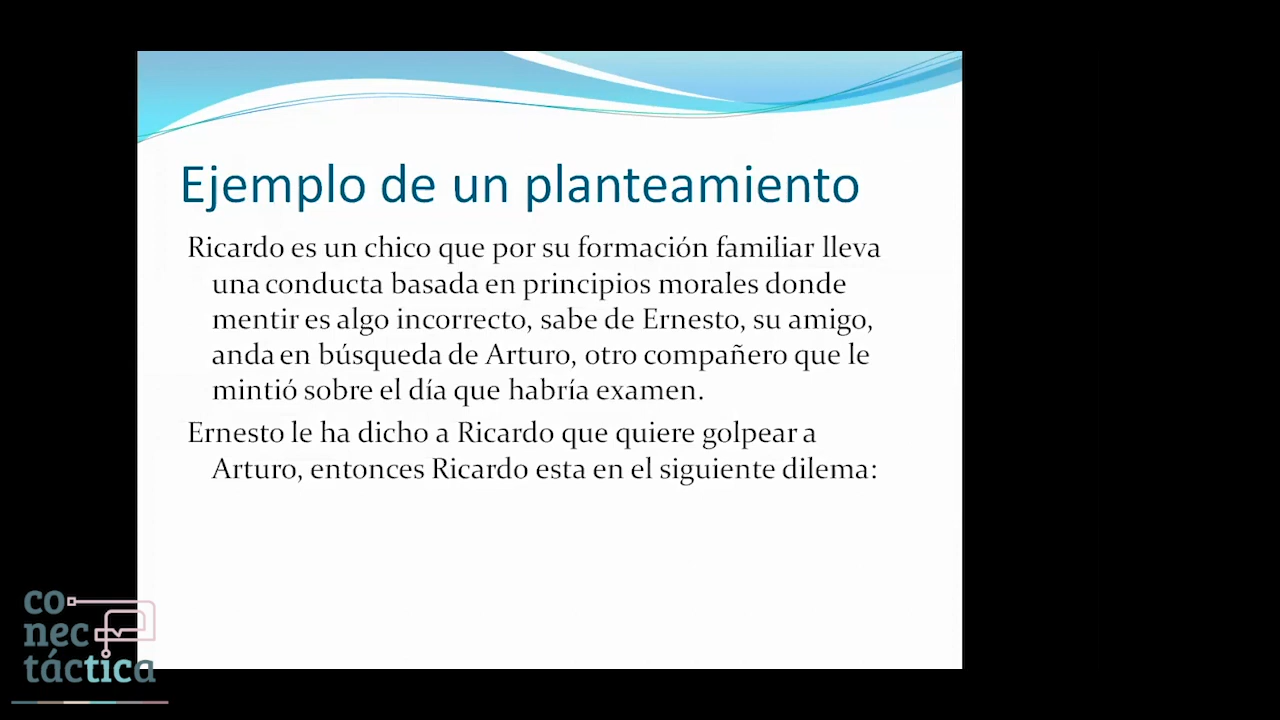 Ejemplo de un planteamiento
Ricardo es un chico que por su formación familiar lleva
una conducta basada en principios morales donde
mentir es algo incorrecto, sabe de Ernesto, su amigo,
anda en búsqueda de Arturo, otro compañero que le
mintió sobre el día que habría examen.
Ernesto le ha dicho a Ricardo que quiere golpear a
Arturo, entonces Ricardo esta en el siguiente dilema:
co
nec
táctica